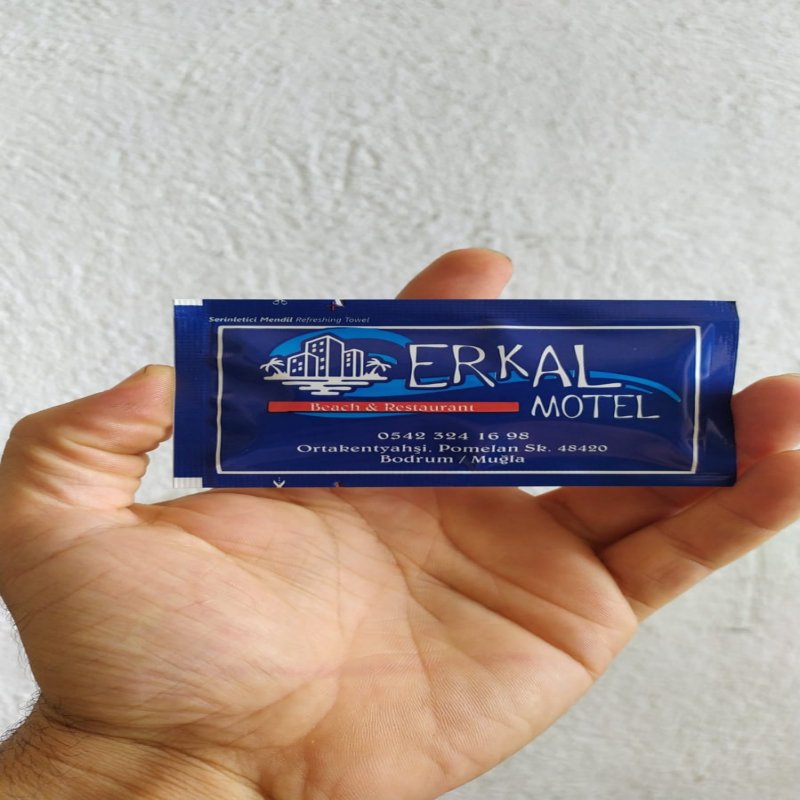 Serinletici Mendil Refreshing Towel
ERKAL
MOTEL
Beach & Restaurant
0542 324 16 98
Ortakentyahşi, Pomelan Sk. 48420
Bodrum / Muğla